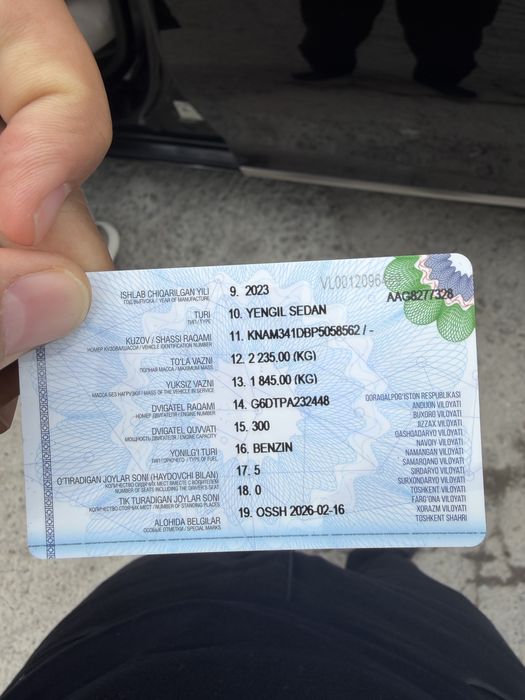 VL0012096
AAG8277328
ISHLAB CHIQARILGAN YILI 9. 2023
ГОД ВЫПУСКА / YEAR OF MANUFACTURE
TURI 10. YENGIL SEDAN
ТИП / TYPE
KUZOV / SHASSI RAQAMI 11. KNAM341DBP5058562 / -
НОМЕР КУЗОВА/ШАССИ / VEHICLE IDENTIFICATION NUMBER
TO'LA VAZNI 12. 2 235.00 (KG)
ПОЛНАЯ МАССА / MAXIMUM MASS
YUKSIZ VAZNI 13. 1 845.00 (KG)
МАССА БЕЗ НАГРУЗКИ / MASS OF THE VEHICLE IN SERVICE
DVIGATEL RAQAMI 14. G6DTPA232448
НОМЕР ДВИГАТЕЛЯ / ENGINE NUMBER
DVIGATEL QUVVATI 15. 300
МОЩНОСТЬ ДВИГАТЕЛЯ / ENGINE CAPACITY
YONILG'I TURI 16. BENZIN
ТИП ГОРЮЧЕГО / TYPE OF FUEL
O'TIRADIGAN JOYLAR SONI (HAYDOVCHI BILAN) 17. 5
КОЛИЧЕСТВО СИДЯЧИХ МЕСТ ВМЕСТЕ С ВОДИТЕЛЕМ
NUMBER OF SEATS INCLUDING THE DRIVER'S SEAT
TIK TURADIGAN JOYLAR SONI 18. 0
КОЛИЧЕСТВО СТОЯЧИХ МЕСТ / NUMBER OF STANDING PLACES
ALOHIDA BELGILAR 19. OSSH 2026-02-16
ОСОБЫЕ ОТМЕТКИ / SPECIAL MARKS
QORAQALPOG'ISTON RESPUBLIKASI
ANDIJON VILOYATI
BUXORO VILOYATI
JIZZAX VILOYATI
QASHQADARYO VILOYATI
NAVOIY VILOYATI
NAMANGAN VILOYATI
SAMARQAND VILOYATI
SIRDARYO VILOYATI
SURXONDARYO VILOYATI
TOSHKENT VILOYATI
FARG'ONA VILOYATI
XORAZM VILOYATI
TOSHKENT SHAHRI